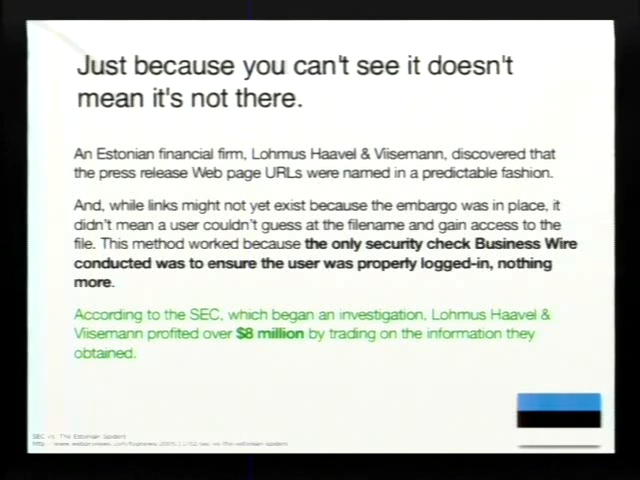 Just because you can't see it doesn't
mean it's not there.
An Estonian financial firm, Lohmus Haavel & Viisemann, discovered that
the press release Web page URLs were named in a predictable fashion.
And, while links might not yet exist because the embargo was in place, it
didn't mean a user couldn't guess at the filename and gain access to the
file. This method worked because the only security check Business Wire
conducted was to ensure the user was properly logged-in, nothing
more.
According to the SEC, which began an investigation, Lohmus Haavel &
Viisemann profited over $8 million by trading on the information they
obtained.
SEC vs. The Estonian Spiders